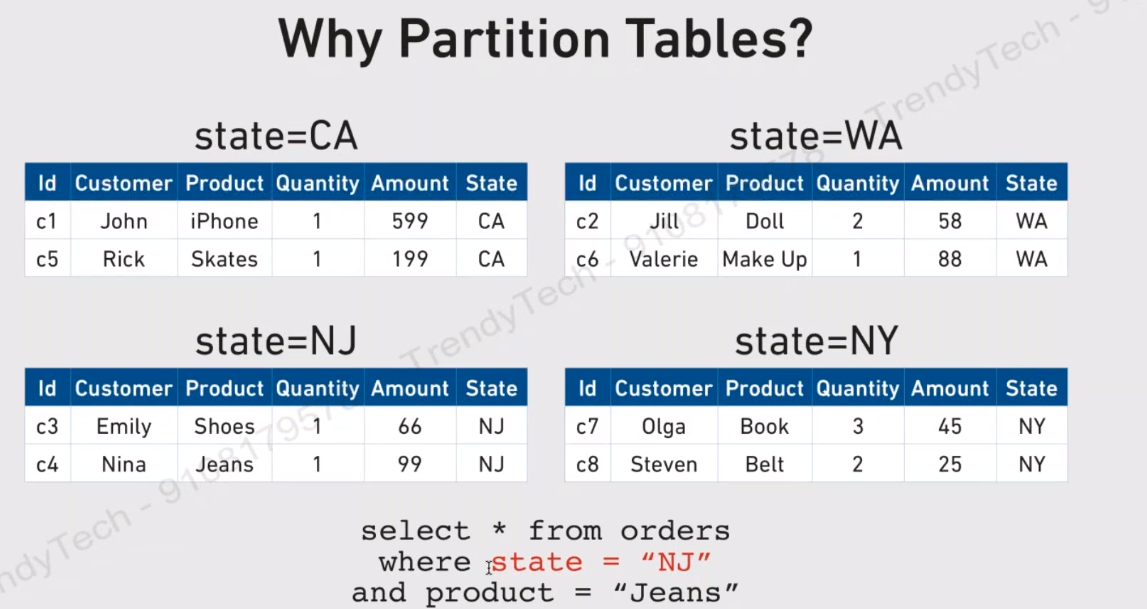 Why Partition Tables?
state=CA
Id Customer Product Quantity Amount State
c1 John iPhone 1 599 CA
c5 Rick Skates 1 199 CA
state=WA
Id Customer Product Quantity Amount State
c2 Jill Doll 2 58 WA
c6 Valerie Make Up 1 88 WA
state=NJ
Id Customer Product Quantity Amount State
c3 Emily Shoes 1 66 NJ
c4 Nina Jeans 1 99 NJ
state=NY
Id Customer Product Quantity Amount State
c7 Olga Book 3 45 NY
c8 Steven Belt 2 25 NY
select * from orders
where state = “NJ”
and product = “Jeans”
TrendyTech